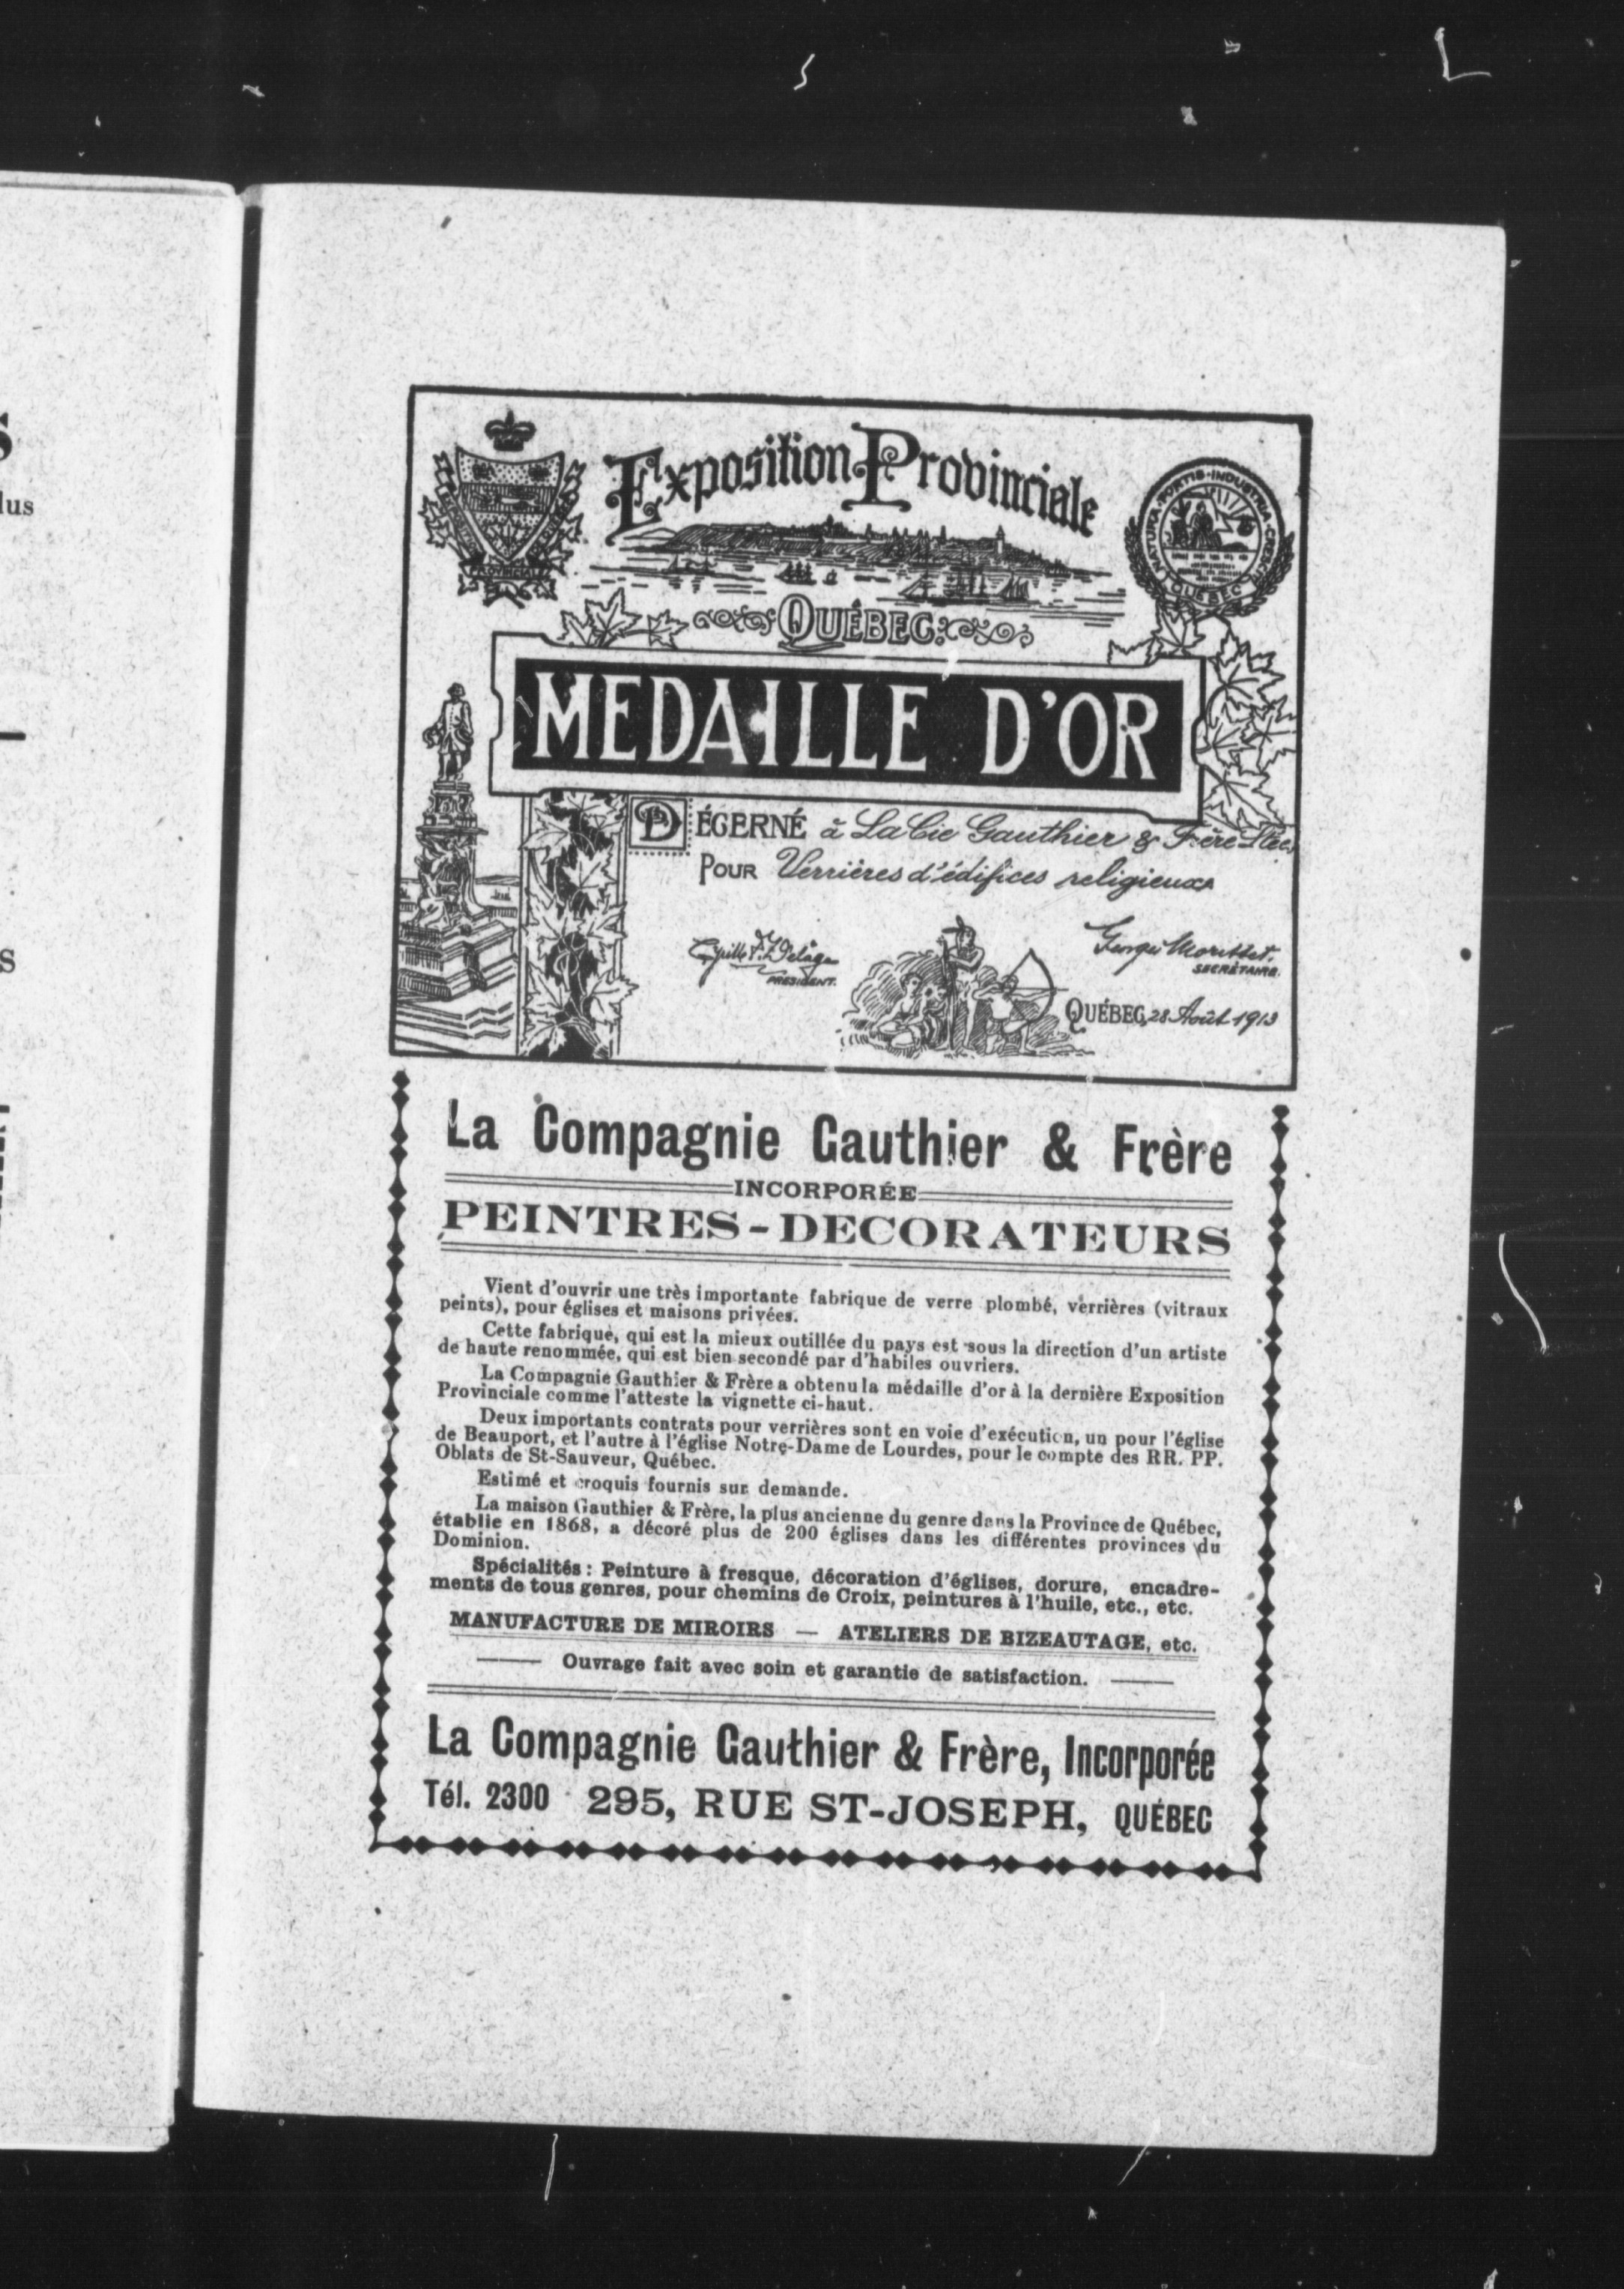 Exposition Provinciale
PROVINCIALE
NATURA • FORTIS • INDUSTRIA • CRESCIT
QUEBEC
QUÉBEC
MEDAILLE D'OR
DÉCERNÉ à La Cie Gauthier & Frère Ltée,
POUR Verrières d'édifices religieux
PRESIDENT.
Georges Morisset.
SECRÉTAIRE.
QUÉBEC, 28 Août 1913
La Compagnie Gauthier & Frère
INCORPORÉE
PEINTRES-DECORATEURS
Vient d'ouvrir une très importante fabrique de verre plombé, verrières (vitraux
peints), pour églises et maisons privées.
Cette fabrique, qui est la mieux outillée du pays est sous la direction d'un artiste
de haute renommée, qui est bien secondé par d'habiles ouvriers.
La Compagnie Gauthier & Frère a obtenu la médaille d'or à la dernière Exposition
Provinciale comme l'atteste la vignette ci-haut.
Deux importants contrats pour verrières sont en voie d'exécution, un pour l'église
de Beauport, et l'autre à l'église Notre-Dame de Lourdes, pour le compte des RR. PP.
Oblats de St-Sauveur, Québec.
Estimé et croquis fournis sur demande.
La maison Gauthier & Frère, la plus ancienne du genre dans la Province de Québec,
établie en 1868, a décoré plus de 200 églises dans les différentes provinces du
Dominion.
Spécialités : Peinture à fresque, décoration d'églises, dorure, encadre-
ments de tous genres, pour chemins de Croix, peintures à l'huile, etc., etc.
MANUFACTURE DE MIROIRS — ATELIERS DE BIZEAUTAGE, etc.
Ouvrage fait avec soin et garantie de satisfaction.
La Compagnie Gauthier & Frère, Incorporée
Tél. 2300 295, RUE ST-JOSEPH, QUÉBEC